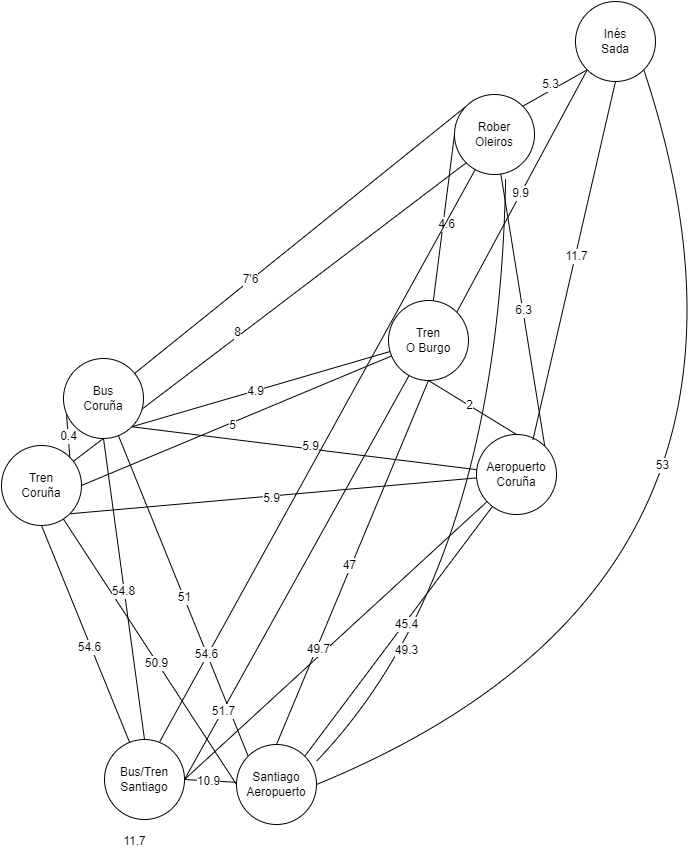 Inés
Sada
5.3
Rober
Oleiros
9.9
4.6
11.7
7'6
6.3
8
Tren
O Burgo
Bus
Coruña
4.9
2
5
0.4
5.9
53
Tren
Coruña
Aeropuerto
Coruña
5.9
47
54.8
51
45.4
54.6
49.7
49.3
54.6
50.9
51.7
Bus/Tren
Santiago
10.9
Santiago
Aeropuerto
11.7